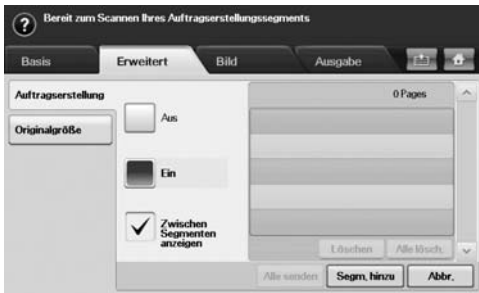 ? Bereit zum Scannen Ihres Auftragserstellungssegments
Basis Erweitert Bild Ausgabe
Auftragserstellung
0 Pages
Originalgröße
Aus
Ein
Zwischen
Segmenten
anzeigen
Löschen Alle lösch.
Alle senden Segm. hinzu Abbr.